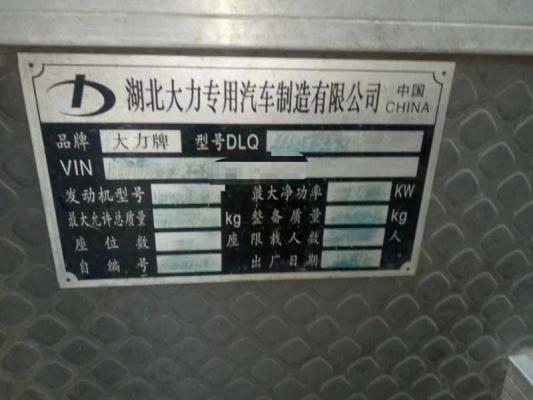 湖北大力专用汽车制造有限公司 中国 CHINA
品牌 大力牌 型号DLQ
VIN
发动机型号 最大净功率 KW
最大允许总质量 kg 整备质量 kg
座位数 座 限载人数 人
自编号 出厂日期